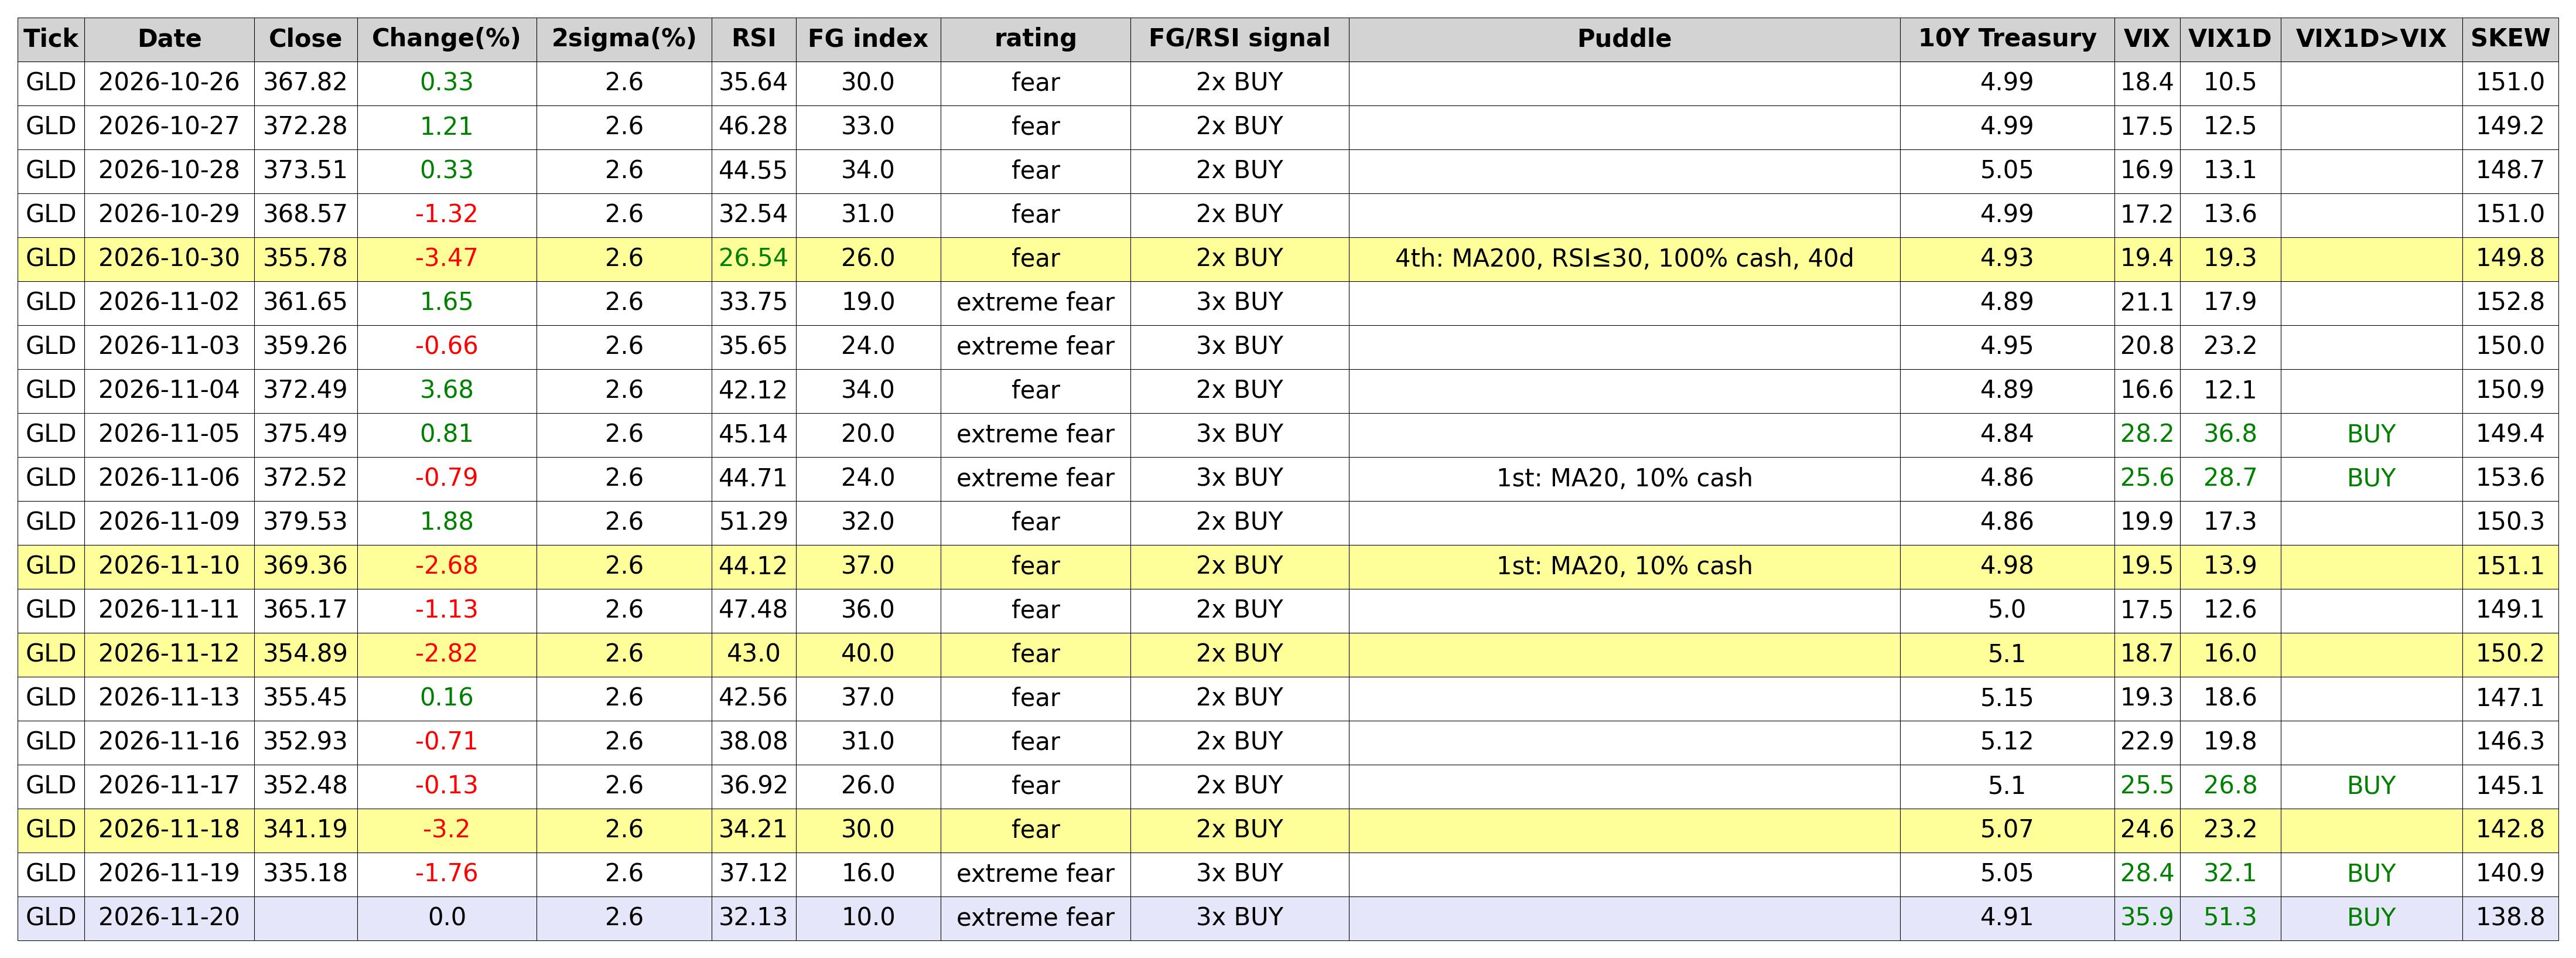 Tick Date Close Change(%) 2sigma(%) RSI FG index rating FG/RSI signal Puddle 10Y Treasury VIX VIX1D VIX1D>VIX SKEW
GLD 2026-10-26 367.82 0.33 2.6 35.64 30.0 fear 2x BUY 4.99 18.4 10.5 151.0
GLD 2026-10-27 372.28 1.21 2.6 46.28 33.0 fear 2x BUY 4.99 17.5 12.5 149.2
GLD 2026-10-28 373.51 0.33 2.6 44.55 34.0 fear 2x BUY 5.05 16.9 13.1 148.7
GLD 2026-10-29 368.57 -1.32 2.6 32.54 31.0 fear 2x BUY 4.99 17.2 13.6 151.0
GLD 2026-10-30 355.78 -3.47 2.6 26.54 26.0 fear 2x BUY 4th: MA200, RSI≤30, 100% cash, 40d 4.93 19.4 19.3 149.8
GLD 2026-11-02 361.65 1.65 2.6 33.75 19.0 extreme fear 3x BUY 4.89 21.1 17.9 152.8
GLD 2026-11-03 359.26 -0.66 2.6 35.65 24.0 extreme fear 3x BUY 4.95 20.8 23.2 150.0
GLD 2026-11-04 372.49 3.68 2.6 42.12 34.0 fear 2x BUY 4.89 16.6 12.1 150.9
GLD 2026-11-05 375.49 0.81 2.6 45.14 20.0 extreme fear 3x BUY 4.84 28.2 36.8 BUY 149.4
GLD 2026-11-06 372.52 -0.79 2.6 44.71 24.0 extreme fear 3x BUY 1st: MA20, 10% cash 4.86 25.6 28.7 BUY 153.6
GLD 2026-11-09 379.53 1.88 2.6 51.29 32.0 fear 2x BUY 4.86 19.9 17.3 150.3
GLD 2026-11-10 369.36 -2.68 2.6 44.12 37.0 fear 2x BUY 1st: MA20, 10% cash 4.98 19.5 13.9 151.1
GLD 2026-11-11 365.17 -1.13 2.6 47.48 36.0 fear 2x BUY 5.0 17.5 12.6 149.1
GLD 2026-11-12 354.89 -2.82 2.6 43.0 40.0 fear 2x BUY 5.1 18.7 16.0 150.2
GLD 2026-11-13 355.45 0.16 2.6 42.56 37.0 fear 2x BUY 5.15 19.3 18.6 147.1
GLD 2026-11-16 352.93 -0.71 2.6 38.08 31.0 fear 2x BUY 5.12 22.9 19.8 146.3
GLD 2026-11-17 352.48 -0.13 2.6 36.92 26.0 fear 2x BUY 5.1 25.5 26.8 BUY 145.1
GLD 2026-11-18 341.19 -3.2 2.6 34.21 30.0 fear 2x BUY 5.07 24.6 23.2 142.8
GLD 2026-11-19 335.18 -1.76 2.6 37.12 16.0 extreme fear 3x BUY 5.05 28.4 32.1 BUY 140.9
GLD 2026-11-20 0.0 2.6 32.13 10.0 extreme fear 3x BUY 4.91 35.9 51.3 BUY 138.8